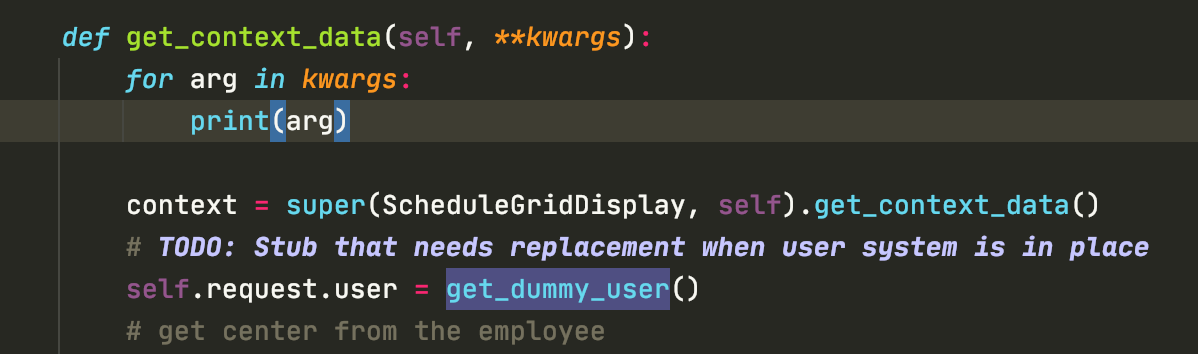 def get_context_data(self, **kwargs):
for arg in kwargs:
print(arg)
context = super(ScheduleGridDisplay, self).get_context_data()
# TODO: Stub that needs replacement when user system is in place
self.request.user = get_dummy_user()
# get center from the employee